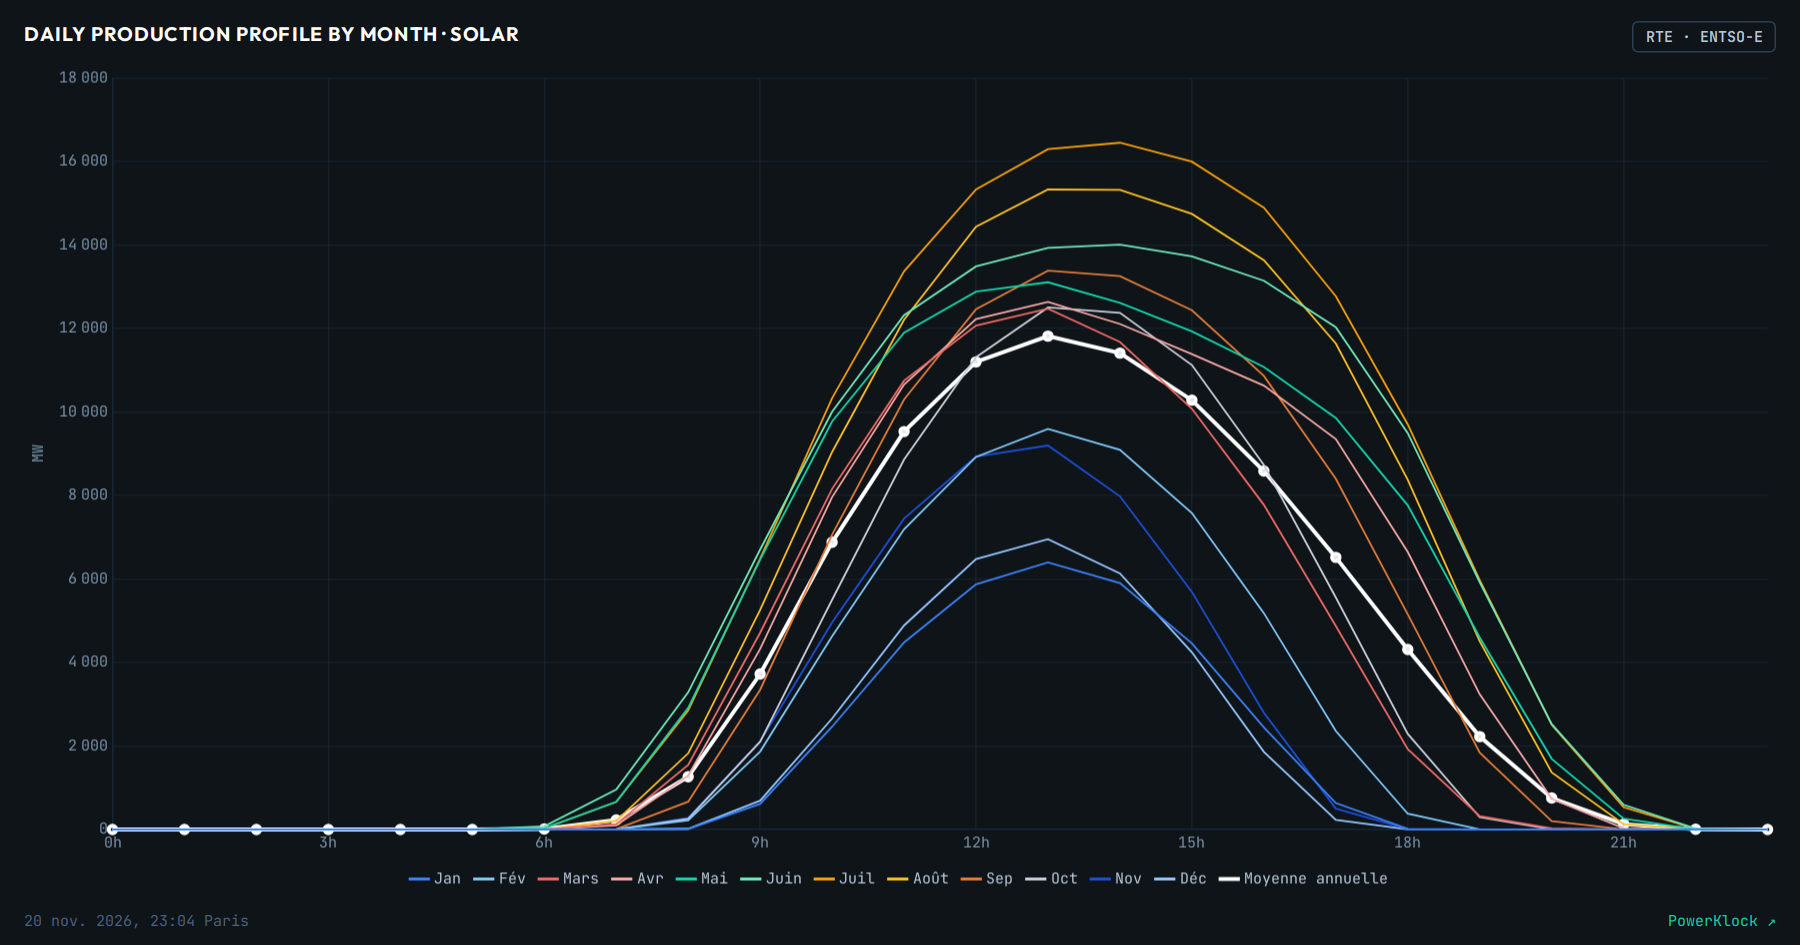 DAILY PRODUCTION PROFILE BY MONTH · SOLAR
RTE · ENTSO-E
18 000
16 000
14 000
12 000
10 000
8 000
6 000
4 000
2 000
0
MW
0h 3h 6h 9h 12h 15h 18h 21h
Jan Fév Mars Avr Mai Juin Juil Août Sep Oct Nov Déc Moyenne annuelle
20 nov. 2026, 23:04 Paris
PowerKlock ↗